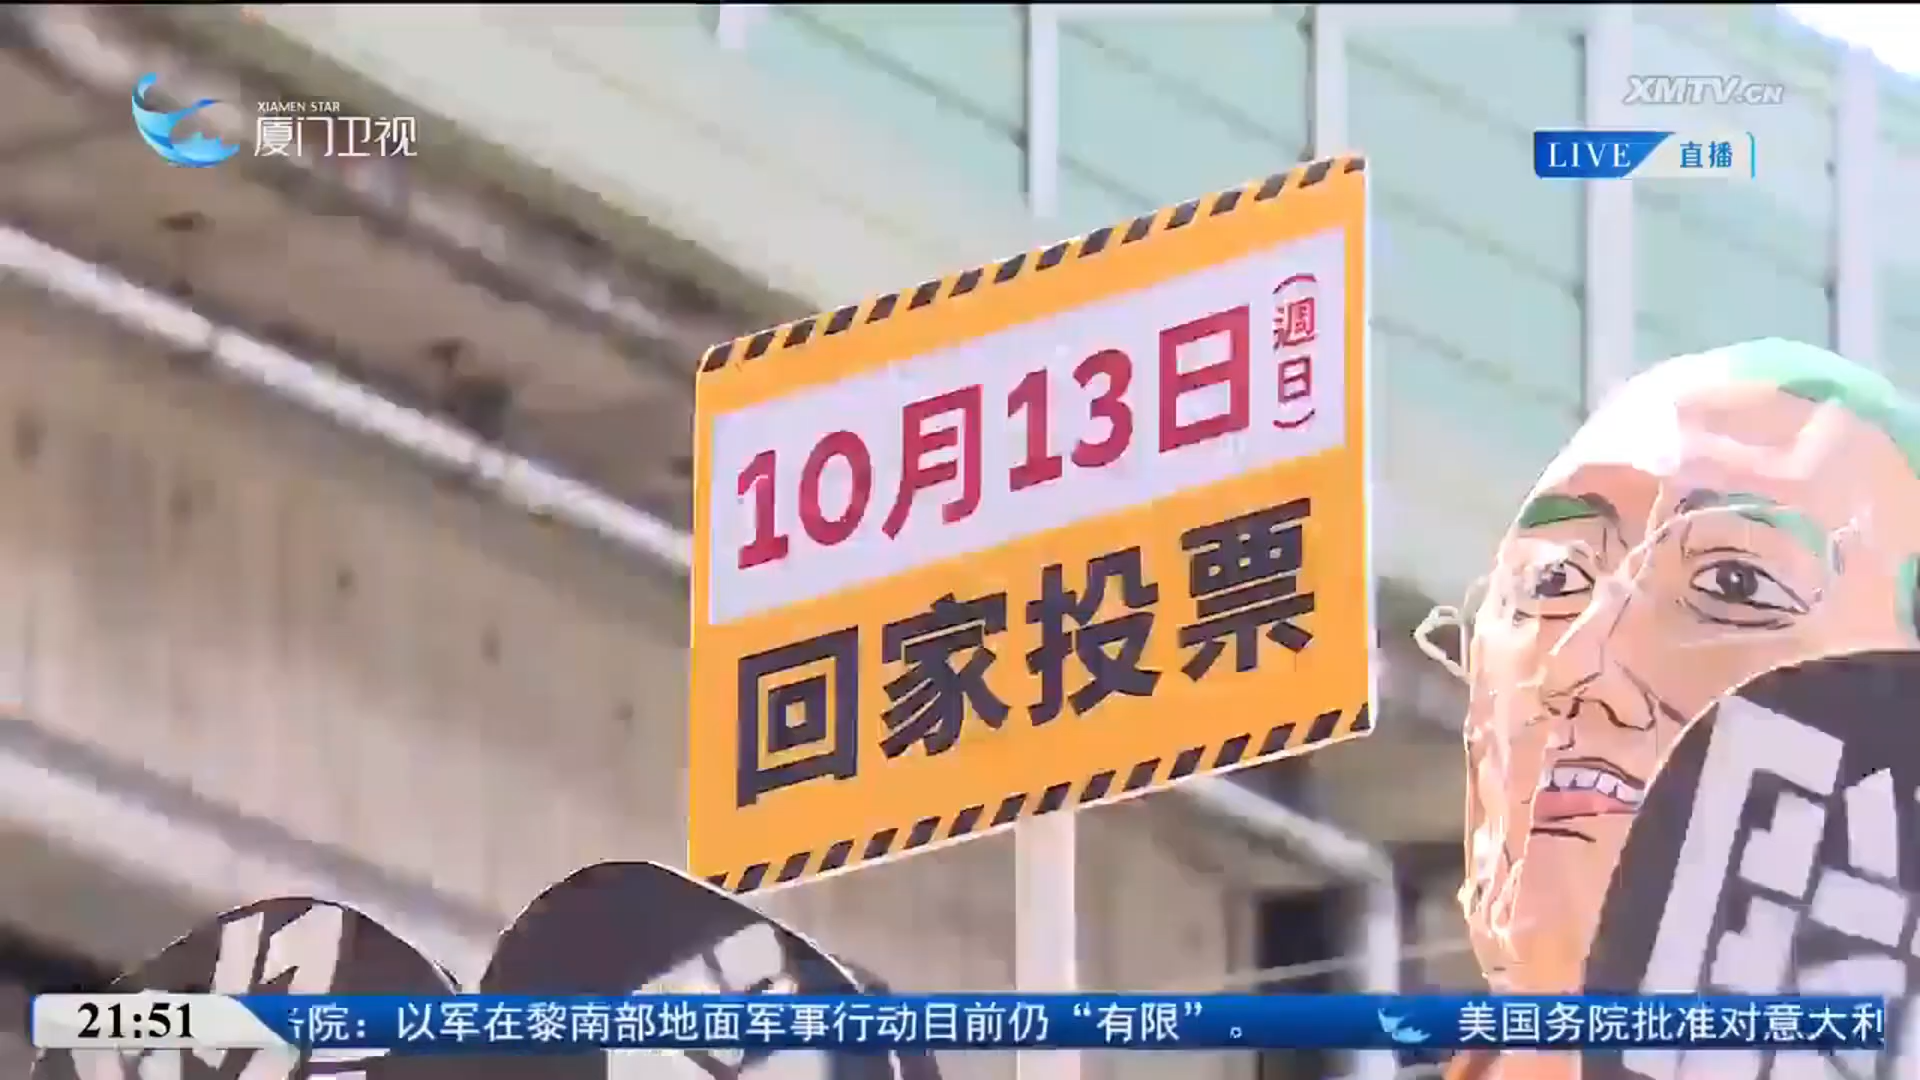 XIAMEN STAR
厦门卫视
XMTV.CN
LIVE 直播
10月13日
(週日)
回家投票
21:51
务院：以军在黎南部地面军事行动目前仍“有限”。
美国务院批准对意大利